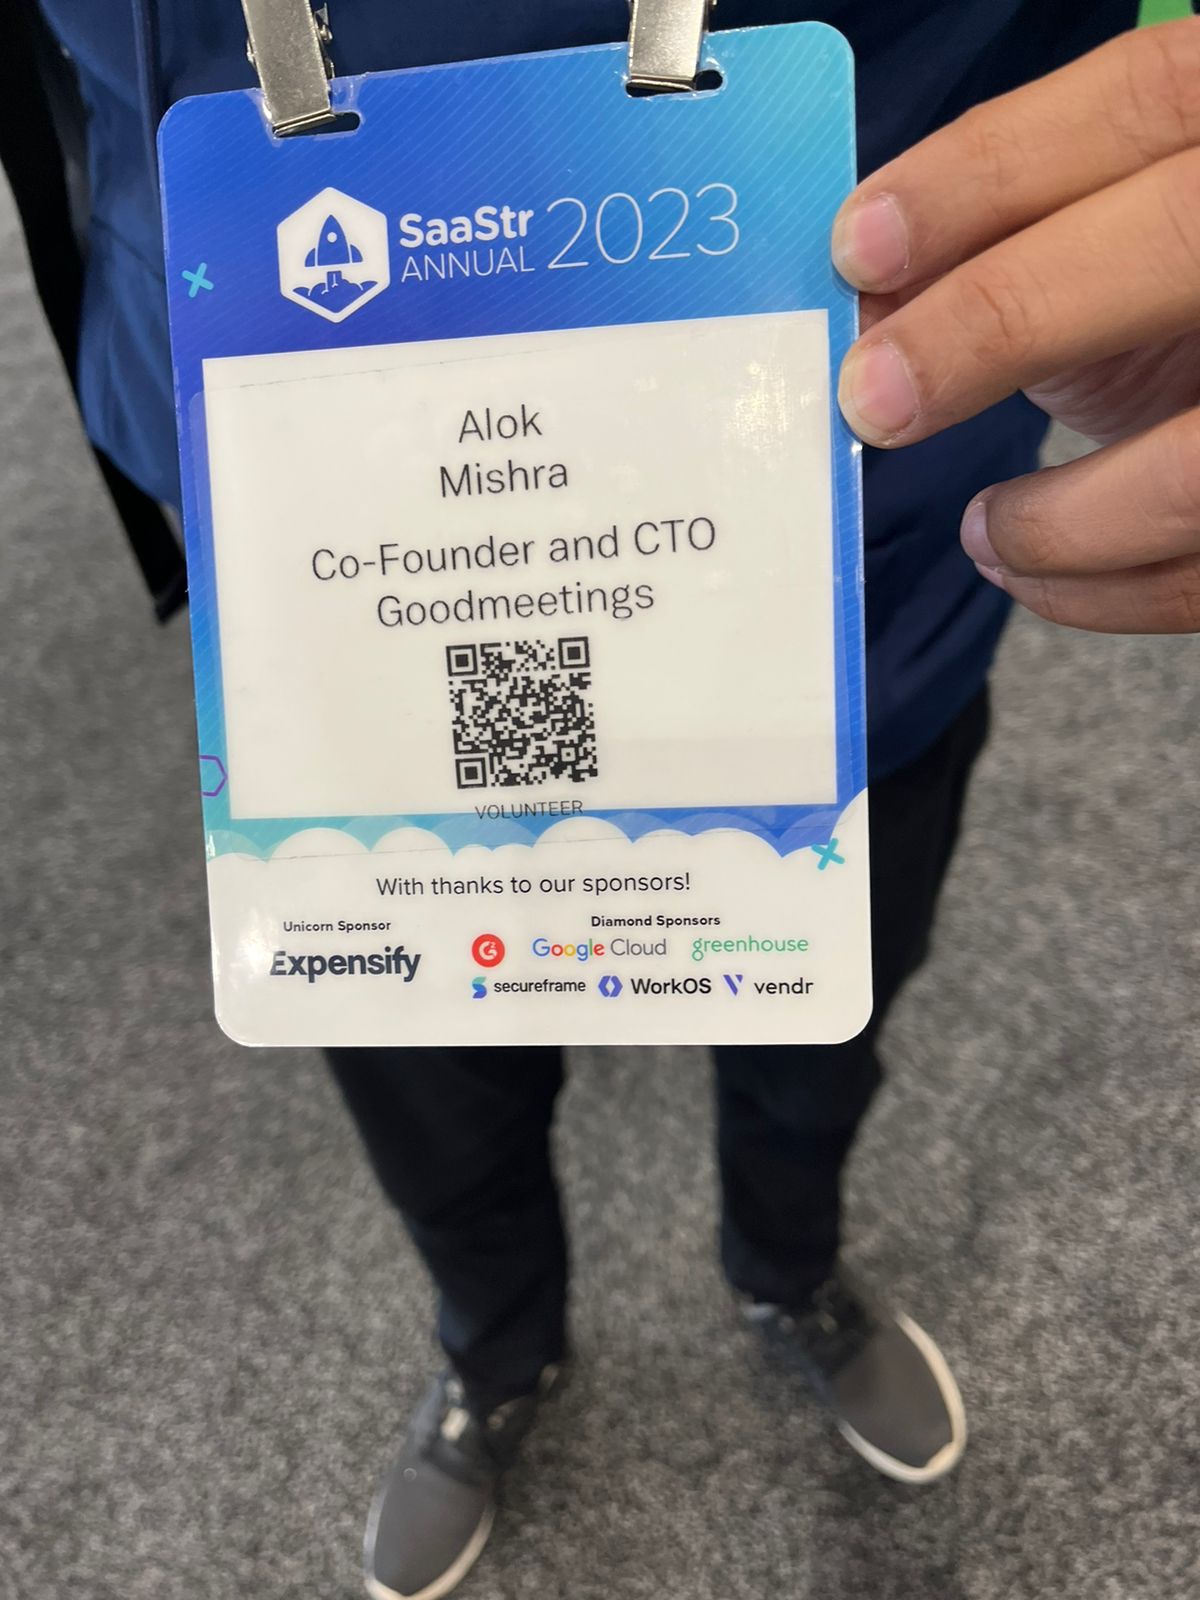 SaaStr
ANNUAL 2023
Alok
Mishra
Co-Founder and CTO
Goodmeetings
VOLUNTEER
With thanks to our sponsors!
Unicorn Sponsor
Expensify
Diamond Sponsors
G2 Google Cloud greenhouse
secureframe WorkOS vendr